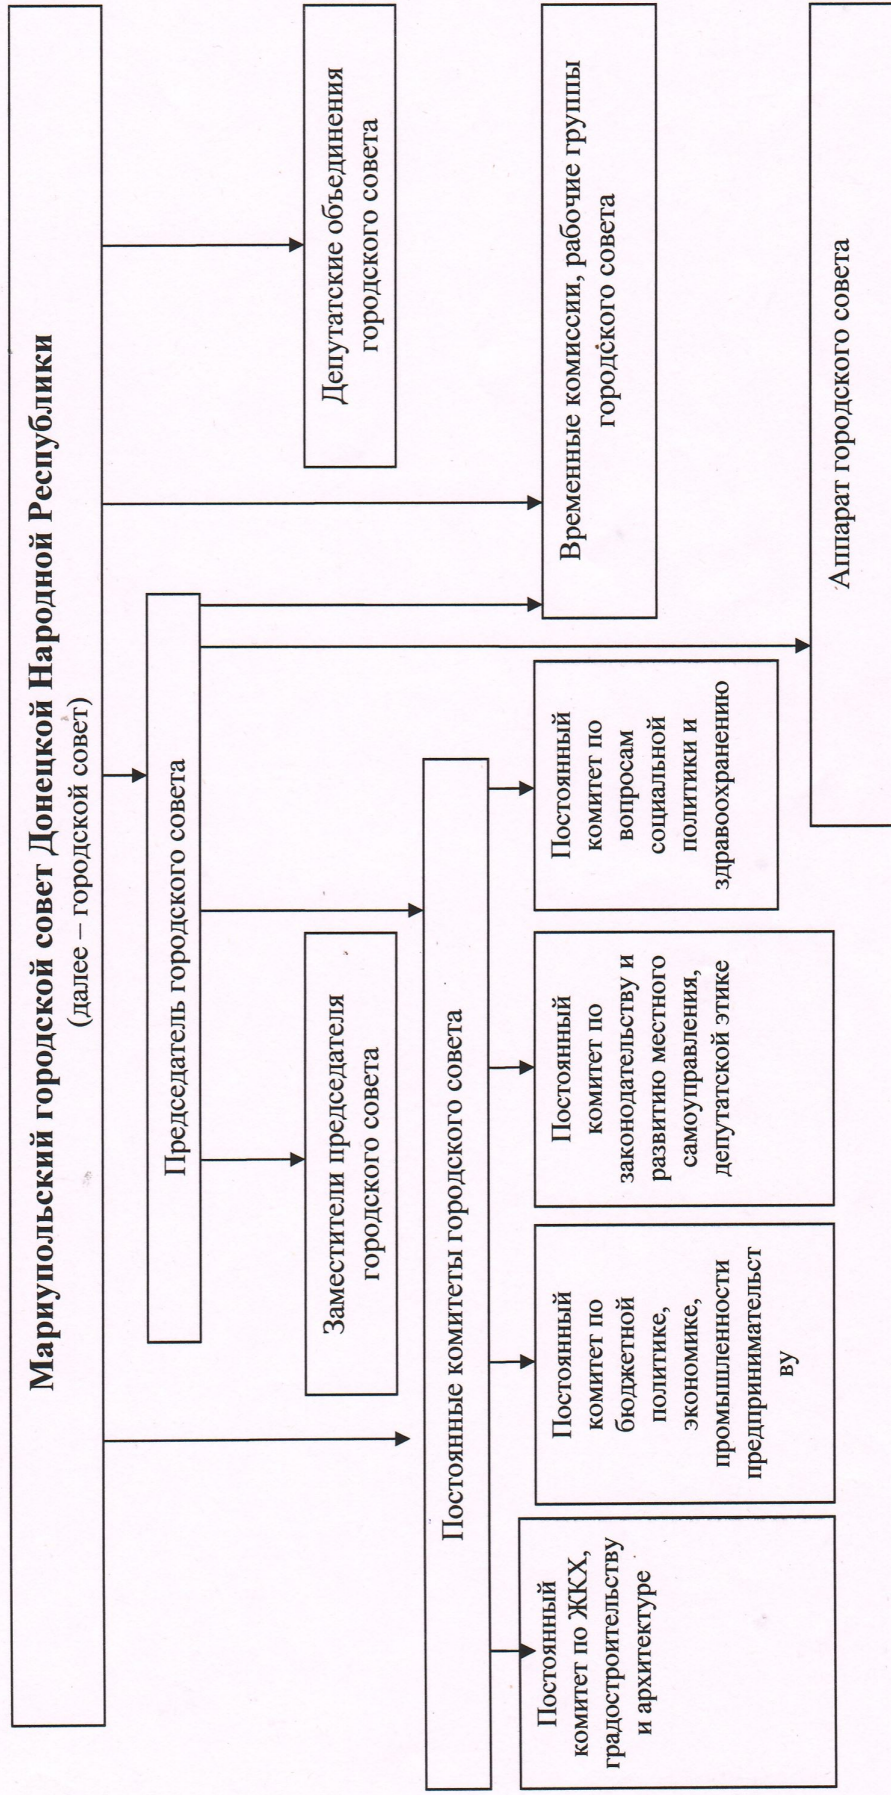 Мариупольский городской совет Донецкой Народной Республики
(далее – городской совет)
Председатель городского совета
Депутатские объединения
городского совета
Заместители председателя
городского совета
Постоянные комитеты городского совета
Временные комиссии, рабочие группы
городского совета
Постоянный
комитет по ЖКХ,
градостроительству
и архитектуре
Постоянный
комитет по
бюджетной
политике,
экономике,
промышленности
предпринимательст
ву
Постоянный
комитет по
законодательству и
развитию местного
самоуправления,
депутатской этике
Постоянный
комитет по
вопросам
социальной
политики и
здравоохранению
Аппарат городского совета